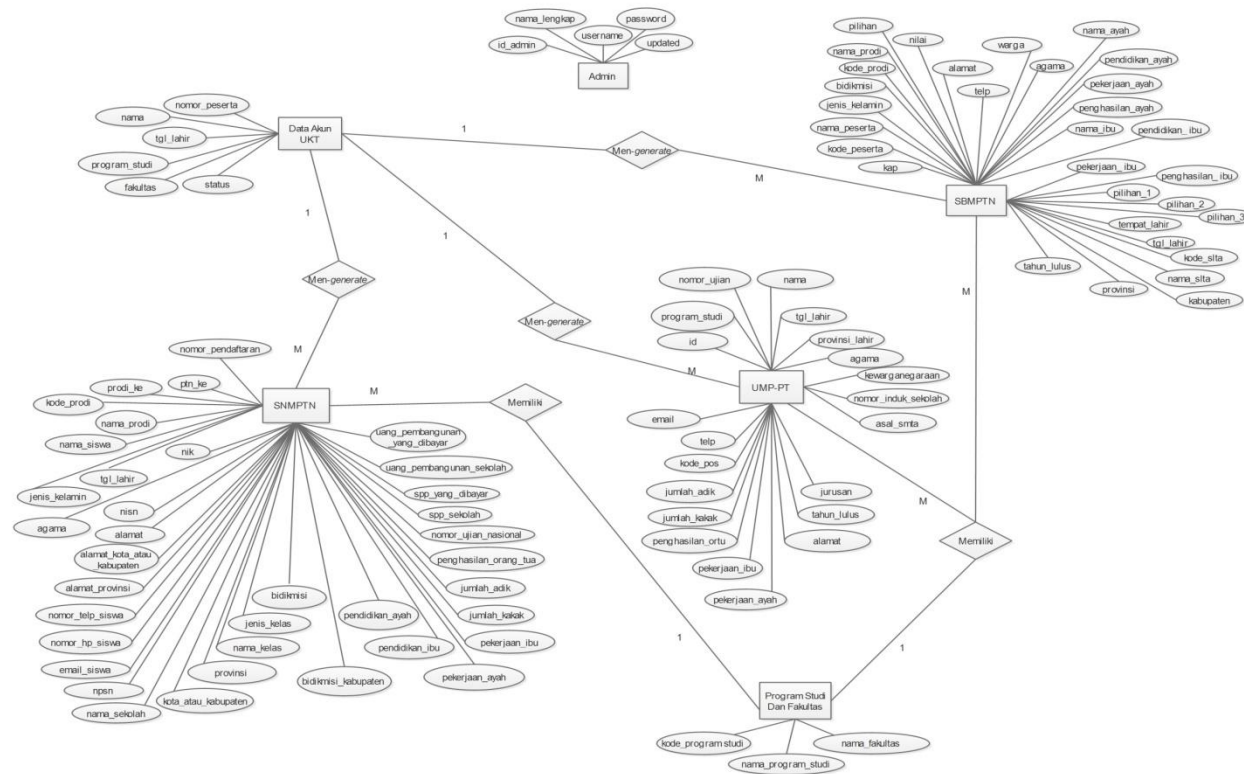 nama_lengkap
password
username
id_admin
updated
Admin
pilihan
nilai
warga
nama_ayah
nama_prodi
kode_prodi
alamat
agama
pendidikan_ayah
bidikmisi
telp
pekerjaan_ayah
jenis_kelamin
penghasilan_ayah
nama_peserta
nama_ibu
pendidikan_ibu
kode_peserta
kap
pekerjaan_ibu
penghasilan_ibu
pilihan_1
pilihan_2
pilihan_3
SBMPTN
tempat_lahir
tgl_lahir
kode_slta
tahun_lulus
nama_slta
provinsi
kabupaten
nomor_peserta
nama
tgl_lahir
program_studi
fakultas
status
Data Akun
UKT
1
Men-generate
M
1
Men-generate
M
1
Men-generate
M
M
nomor_ujian
nama
program_studi
tgl_lahir
id
provinsi_lahir
agama
kewarganegaraan
UMP-PT
nomor_induk_sekolah
email
asal_smta
telp
kode_pos
jumlah_adik
jurusan
jumlah_kakak
tahun_lulus
penghasilan_ortu
alamat
pekerjaan_ibu
pekerjaan_ayah
M
Memiliki
1
nomor_pendaftaran
prodi_ke
ptn_ke
kode_prodi
nama_prodi
SNMPTN
nama_siswa
nik
tgl_lahir
jenis_kelamin
nisn
agama
alamat
alamat_kota_atau_
kabupaten
alamat_provinsi
nomor_telp_siswa
nomor_hp_siswa
email_siswa
npsn
nama_sekolah
kota_atau_kabupaten
provinsi
nama_kelas
jenis_kelas
bidikmisi
bidikmisi_kabupaten
pendidikan_ayah
pendidikan_ibu
pekerjaan_ayah
pekerjaan_ibu
jumlah_kakak
jumlah_adik
penghasilan_orang_tua
nomor_ujian_nasional
spp_sekolah
spp_yang_dibayar
uang_pembangunan_sekolah
uang_pembangunan
_yang_dibayar
M
Memiliki
1
Program Studi
Dan Fakultas
kode_program studi
nama_fakultas
nama_program_studi